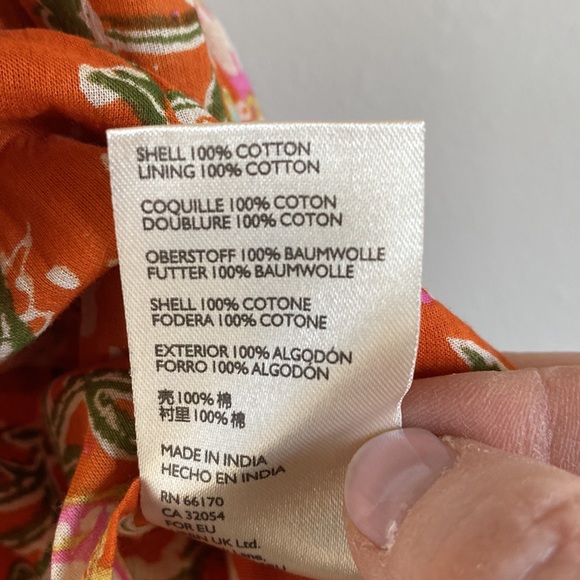 SHELL 100% COTTON
LINING 100% COTTON
COQUILLE 100% COTON
DOUBLURE 100% COTON
OBERSTOFF 100% BAUMWOLLE
FUTTER 100% BAUMWOLLE
SHELL 100% COTONE
FODERA 100% COTONE
EXTERIOR 100% ALGODÓN
FORRO 100% ALGODÓN
壳 100% 棉
衬里 100% 棉
MADE IN INDIA
HECHO EN INDIA
RN 66170
CA 32054
FOR EU
UK Ltd.